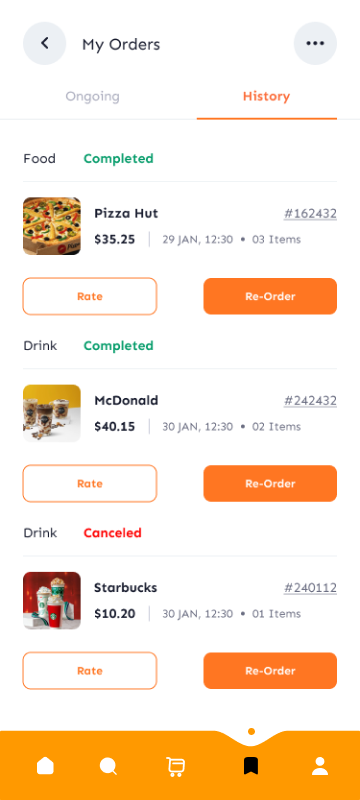 My Orders
Ongoing History
Food Completed
Pizza Hut #162432
$35.25 29 JAN, 12:30 • 03 Items
Rate Re-Order
Drink Completed
McDonald #242432
$40.15 30 JAN, 12:30 • 02 Items
Rate Re-Order
Drink Canceled
Starbucks #240112
$10.20 30 JAN, 12:30 • 01 Items
Rate Re-Order